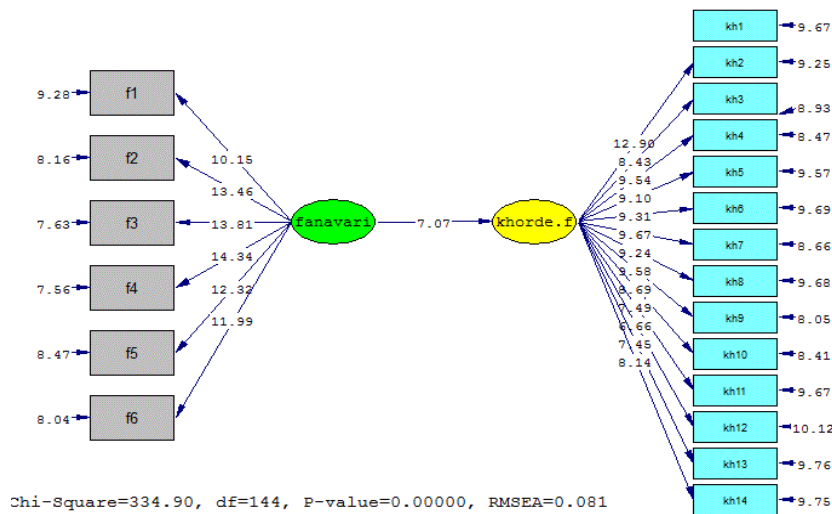 kh1
9.67
kh2
9.25
kh3
8.93
9.28
f1
12.90
kh4
8.47
8.43
10.15
9.54
kh5
9.57
8.16
f2
9.10
13.46
9.31
kh6
9.69
7.63
f3
13.81
fanavari
7.07
khorde.f
9.67
kh7
8.66
9.24
14.34
9.58
kh8
9.68
7.56
f4
8.69
12.32
7.49
kh9
8.05
11.99
6.66
7.45
kh10
8.41
8.47
f5
8.14
kh11
9.67
8.04
f6
kh12
10.12
kh13
9.76
Chi-Square=334.90, df=144, P-value=0.00000, RMSEA=0.081
kh14
9.75